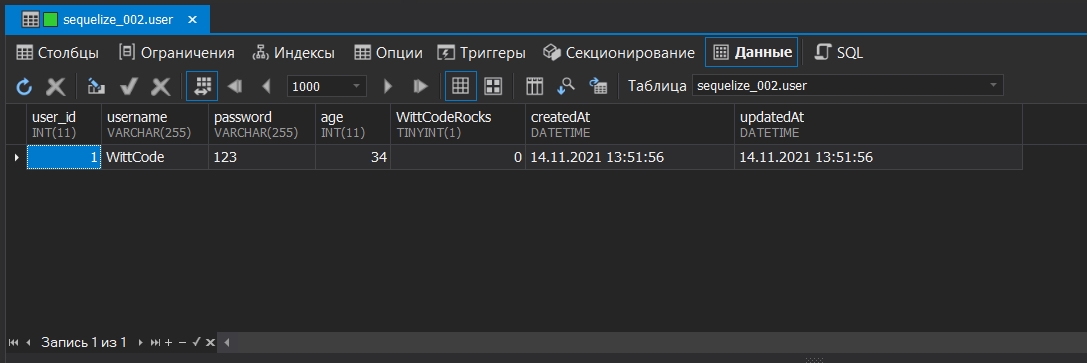 sequelize_002.user
Столбцы Ограничения Индексы Опции Триггеры Секционирование Данные SQL
1000 Таблица sequelize_002.user
user_id username password age WittCodeRocks createdAt updatedAt
INT(11) VARCHAR(255) VARCHAR(255) INT(11) TINYINT(1) DATETIME DATETIME
1 WittCode 123 34 0 14.11.2021 13:51:56 14.11.2021 13:51:56
Запись 1 из 1